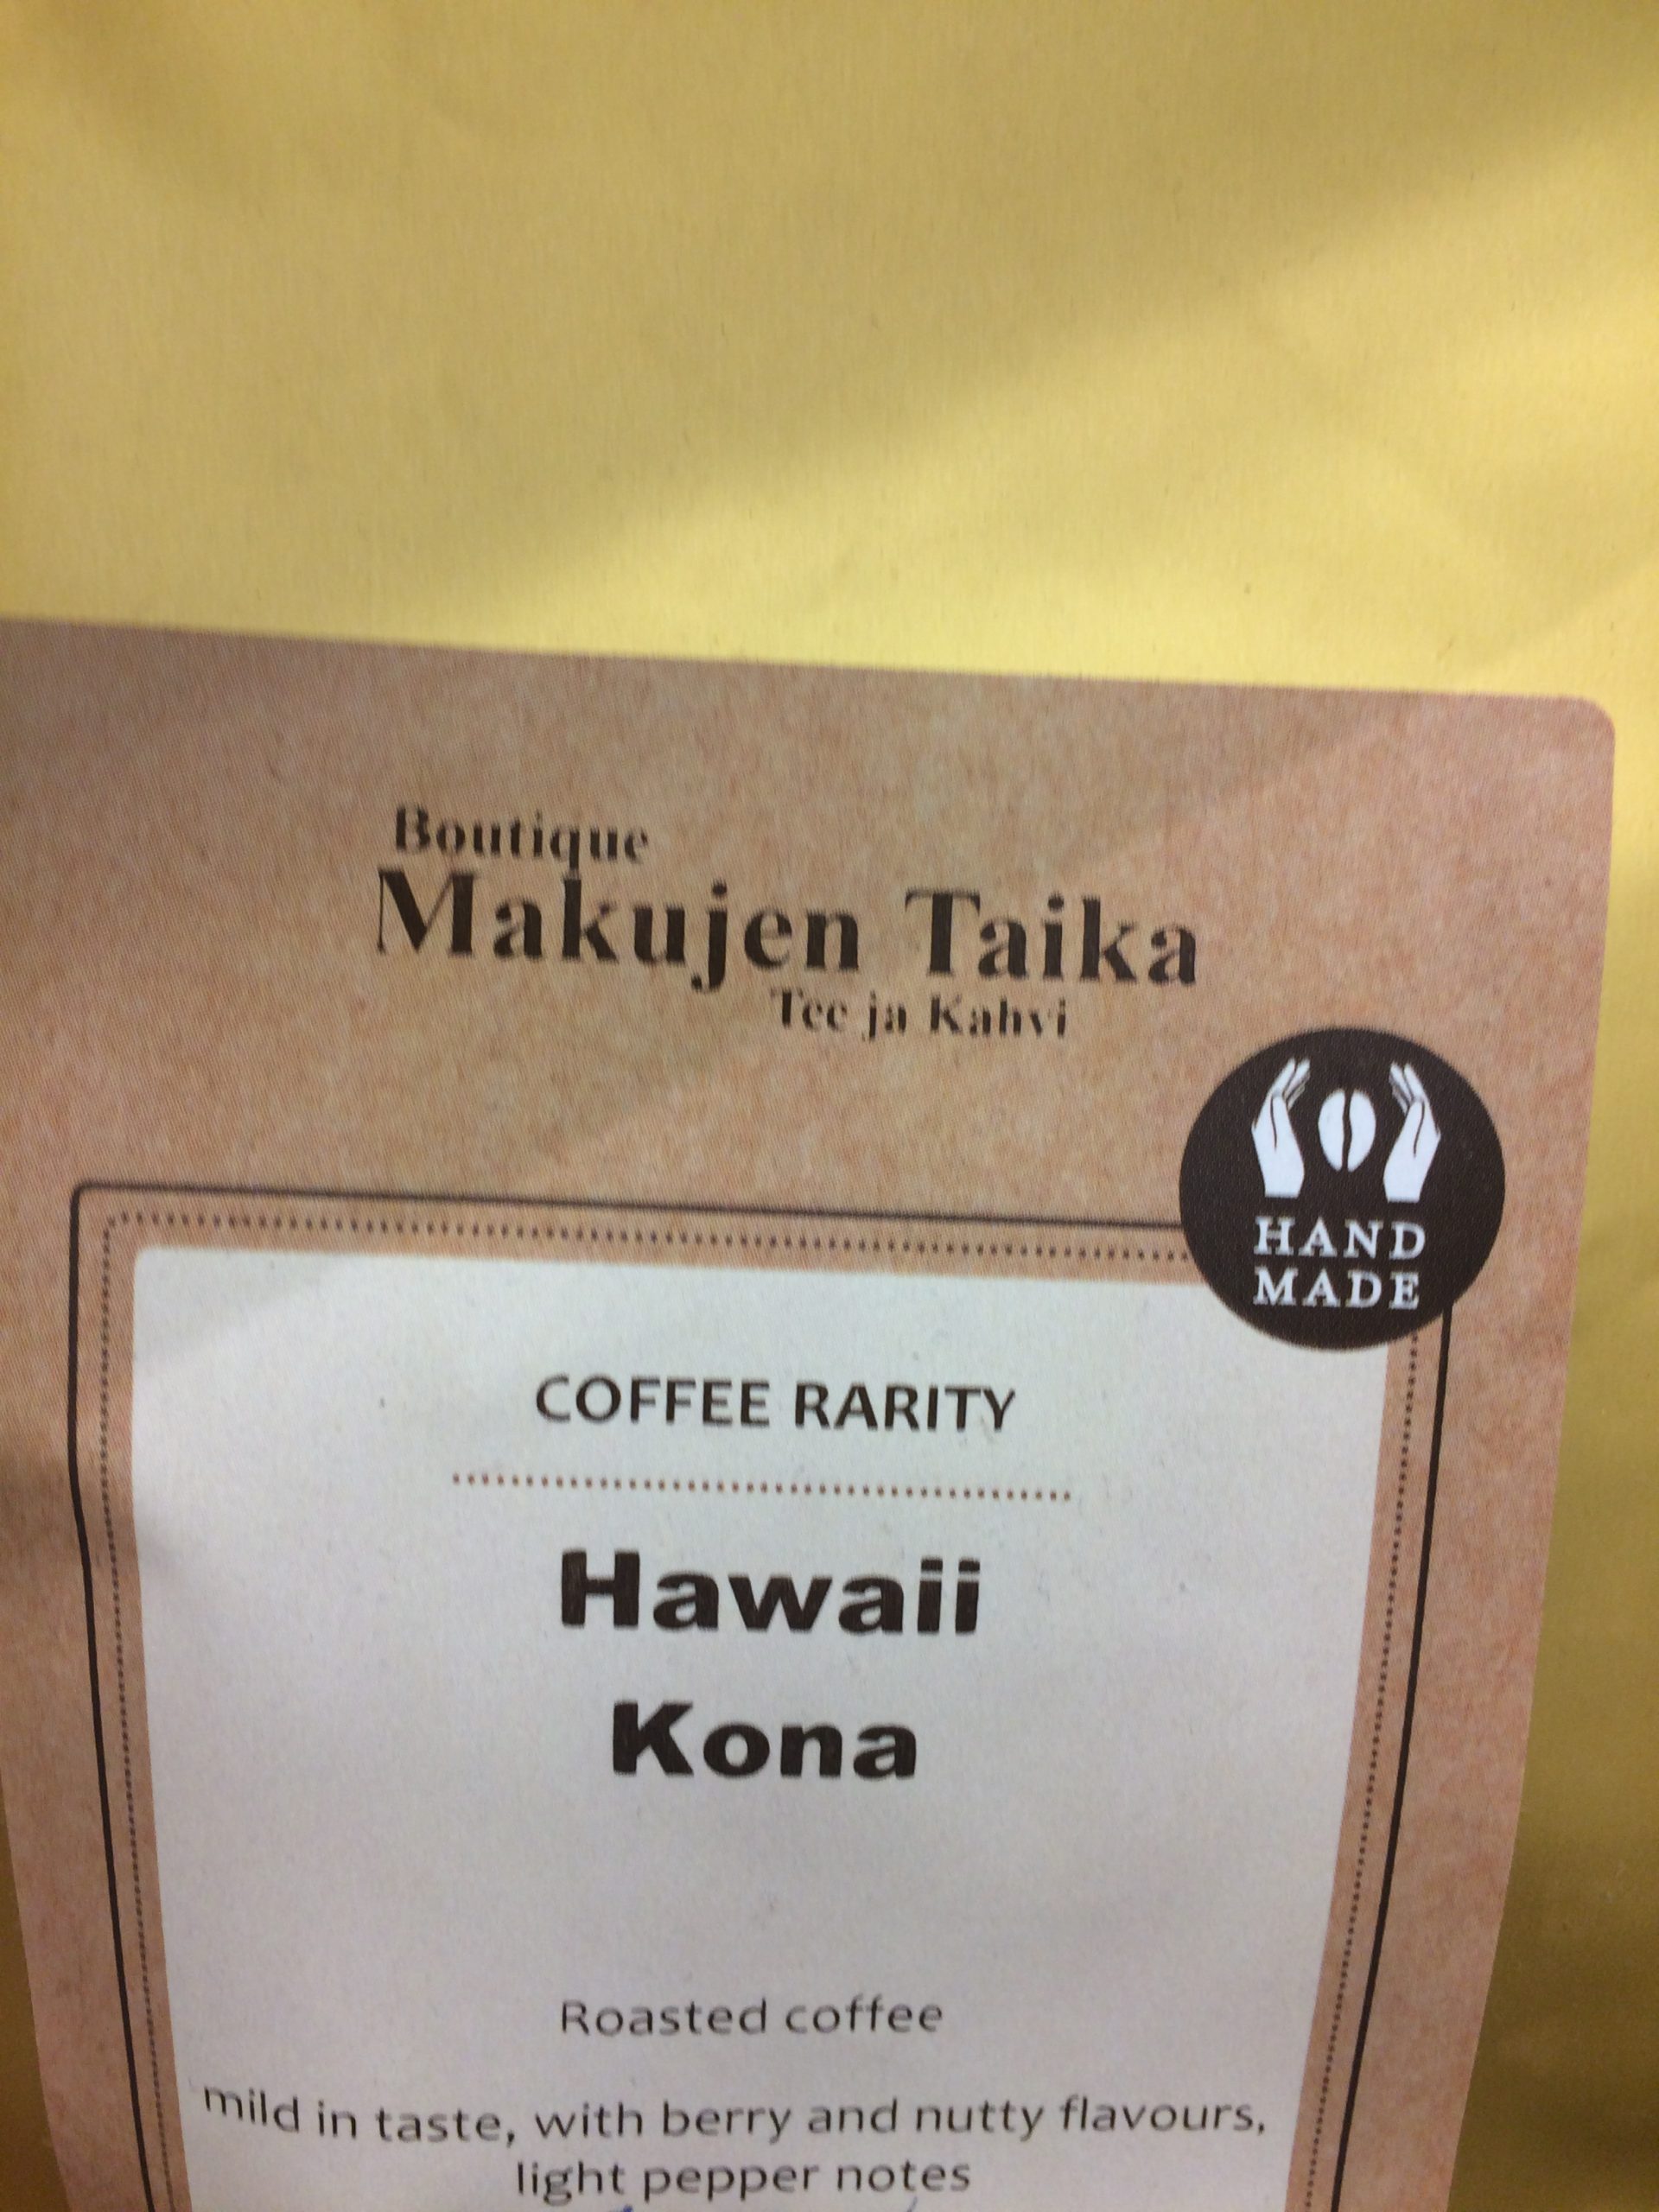 Boutique
Makujen Taika
Tee ja Kahvi
HAND
MADE
COFFEE RARITY
Hawaii
Kona
Roasted coffee
mild in taste, with berry and nutty flavours,
light pepper notes